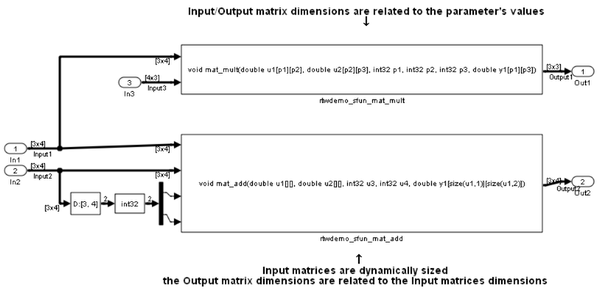 Input/Output matrix dimensions are related to the parameter's values
[3x4]
void mat_mult(double u1[p1][p2], double u2[p2][p3], int32 p1, int32 p2, int32 p3, double y1[p1][p3])
[3x3]
1
Output1
Out1
3
In3
[4x3]
Input3
rtwdemo_sfun_mat_mult
1
In1
[3x4]
Input1
[3x4]
2
In2
[3x4]
Input2
[3x4]
void mat_add(double u1[][], double u2[][], int32 u3, int32 u4, double y1[size(u1,1)][size(u1,2)])
[3x4]
2
Output2
Out2
[3x4]
D:[3, 4]
2
int32
2
rtwdemo_sfun_mat_add
Input matrices are dynamically sized
the Output matrix dimensions are related to the Input matrices dimensions